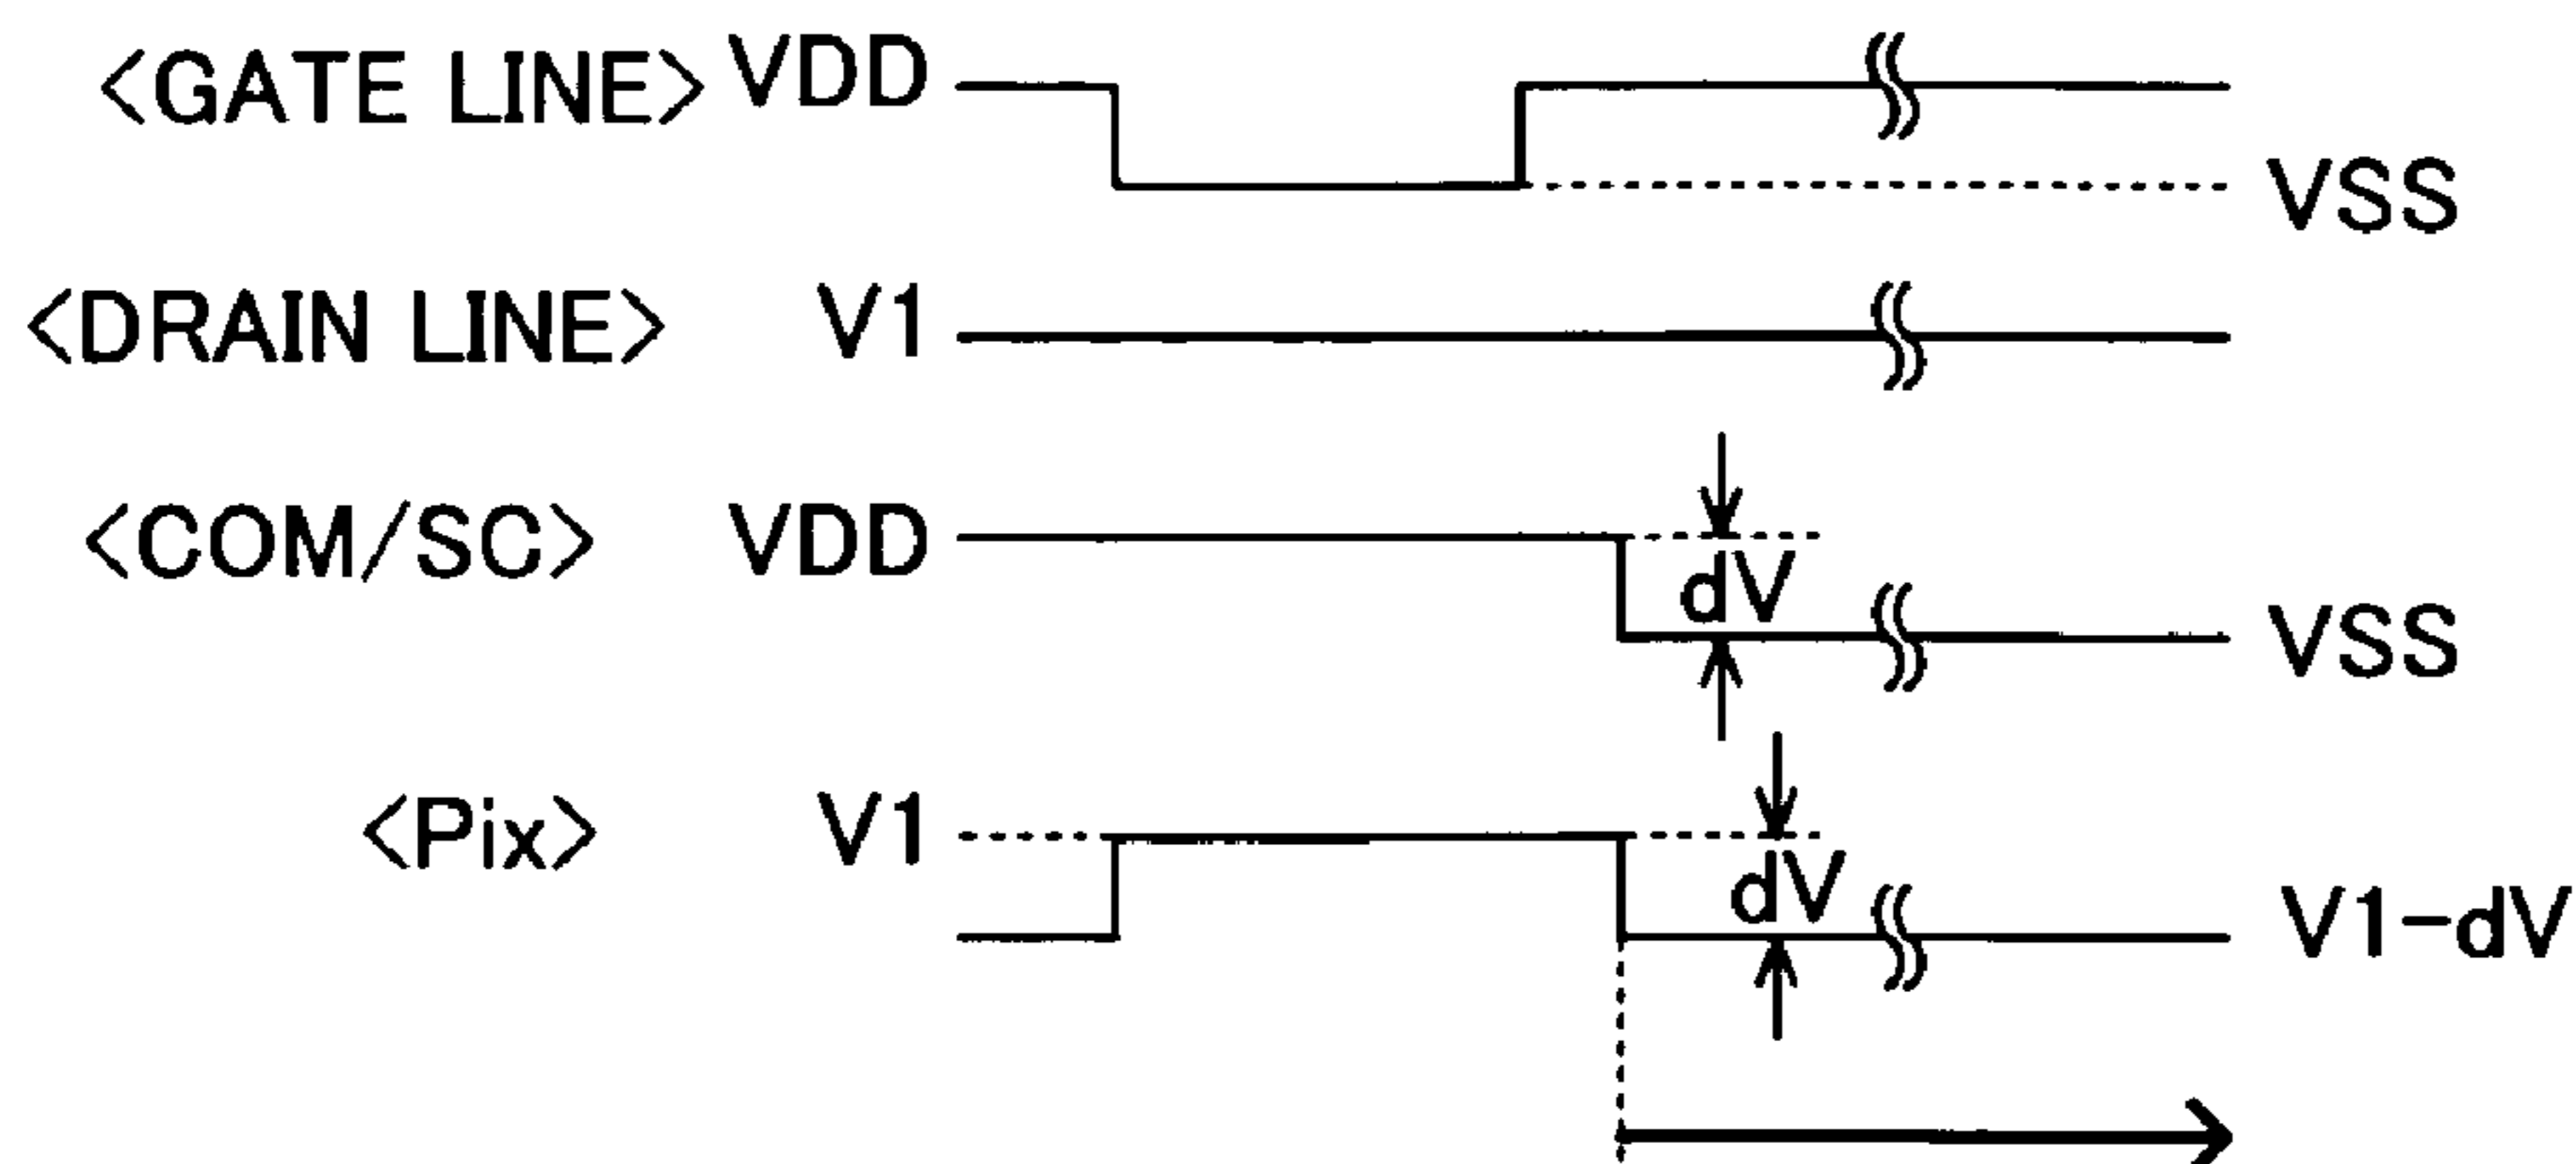 <GATE LINE> VDD
VSS
<DRAIN LINE> V1
<COM/SC> VDD
dV
VSS
<Pix> V1
dV
V1-dV